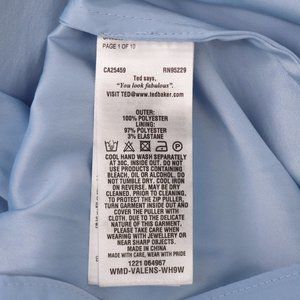 PAGE 1 OF 10
CA25459 RN95229
Ted says,
"You look fabulous".
VISIT TED@WWW.
tedbaker.com
OUTER:
100% POLYESTER
LINING:
97% POLYESTER
3% ELASTANE
COOL HAND WASH SEPARATELY
AT 30C. INSIDE OUT. DO NOT
USE PRODUCTS CONTAINING
BLEACH, OIL OR ALCOHOL. DO
NOT TUMBLE DRY. COOL IRON
ON REVERSE. MAY BE DRY
CLEANED. PRIOR TO CLEANING,
TO PROTECT THE ZIP PULLER,
TURN GARMENT INSIDE OUT AND
COVER THE PULLER WITH CLOTH.
DUE TO THE DELICATE
NATURE OF THIS GARMENT,
PLEASE TAKE CARE WHEN
WEARING WITH JEWELLERY OR
NEAR SHARP OBJECTS.
MADE IN CHINA
MADE WITH CARE, WEAR WITH PRIDE
1221 064967
WMD-VALENS-WH9W